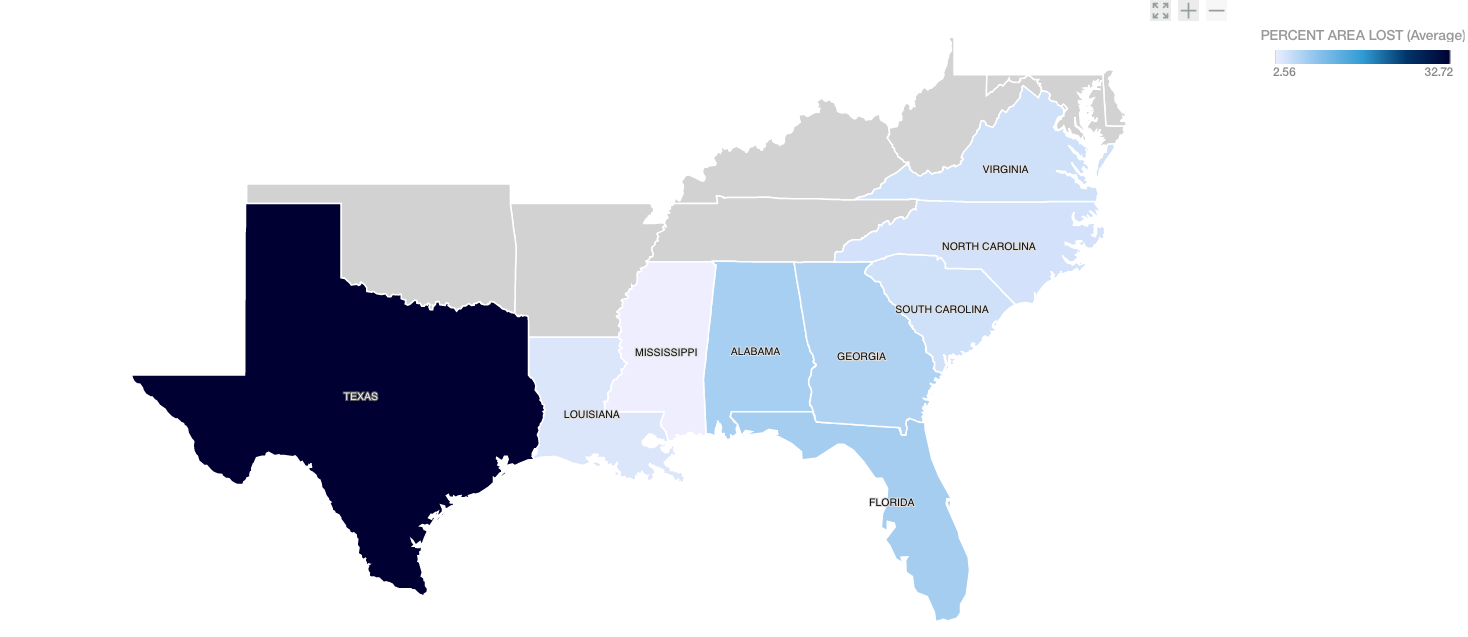 PERCENT AREA LOST (Average)
2.56 32.72
VIRGINIA
NORTH CAROLINA
SOUTH CAROLINA
MISSISSIPPI
ALABAMA
GEORGIA
TEXAS
LOUISIANA
FLORIDA